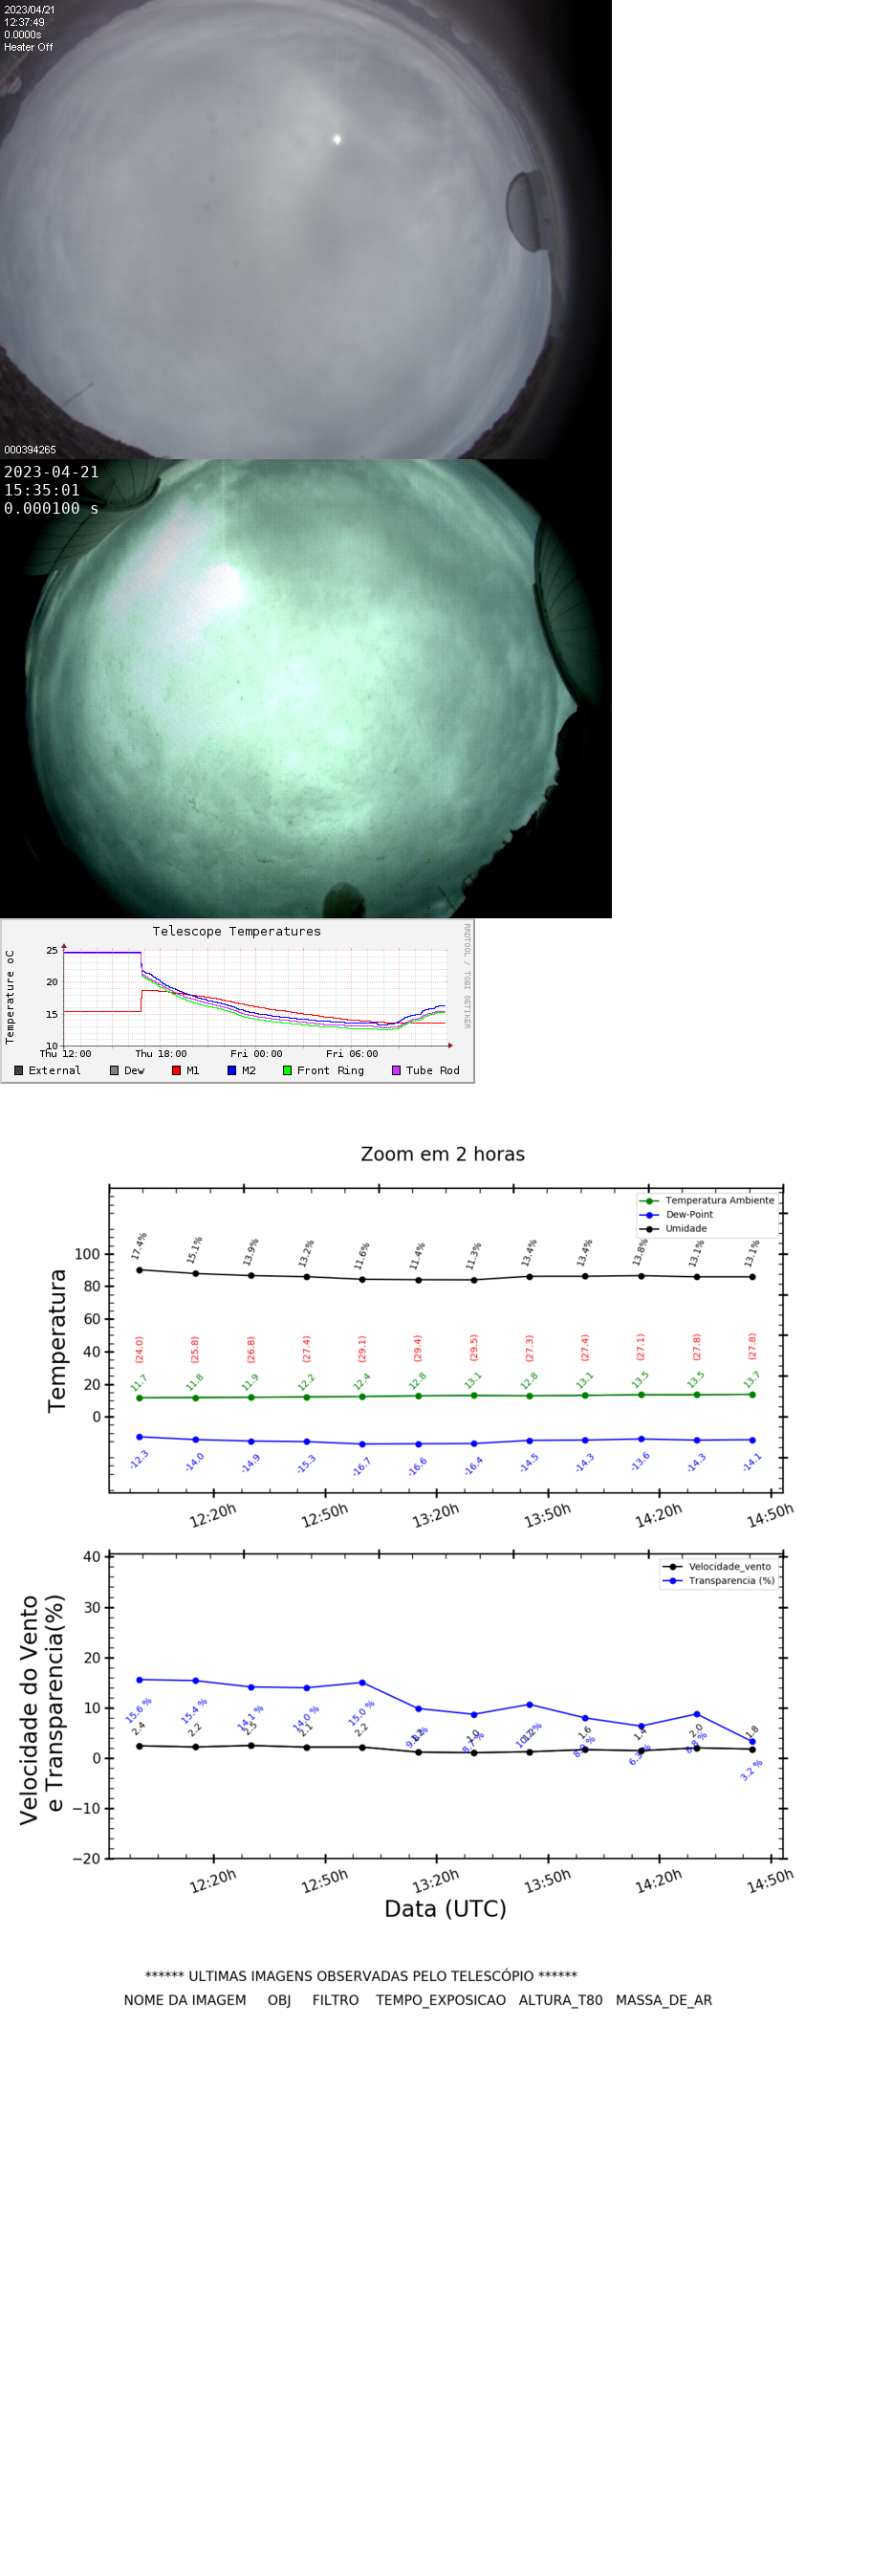 2023/04/21
12:37:49
0.0000s
Heater Off
000394265
2023-04-21
15:35:01
0.000100 s
Telescope Temperatures
RRDTOOL / TOBI OETIKER
Temperature oC
25
20
15
10
Thu 12:00 Thu 18:00 Fri 00:00 Fri 06:00
External Dew M1 M2 Front Ring Tube Rod
Zoom em 2 horas
Temperatura Ambiente
Dew-Point
Umidade
Temperatura
100
80
60
40
20
0
17.4% 15.1% 13.9% 13.2% 11.6% 11.4% 11.3% 13.4% 13.4% 13.8% 13.1% 13.1%
(24.0) (25.8) (26.8) (27.4) (29.1) (29.4) (29.5) (27.3) (27.4) (27.1) (27.8) (27.8)
11.7 11.8 11.9 12.2 12.4 12.8 13.1 12.8 13.1 13.5 13.5 13.7
-12.3 -14.0 -14.9 -15.3 -16.7 -16.6 -16.4 -14.5 -14.3 -13.6 -14.3 -14.1
12:20h 12:50h 13:20h 13:50h 14:20h 14:50h
Velocidade_vento
Transparencia (%)
Velocidade do Vento
e Transparencia(%)
40
30
20
10
0
−10
−20
15.6 % 15.4 % 14.1 % 14.0 % 15.0 % 3.2 %
2.4 2.2 2.5 2.1 2.2 1.0 1.6 1.4 2.0 1.8
12:20h 12:50h 13:20h 13:50h 14:20h 14:50h
Data (UTC)
****** ULTIMAS IMAGENS OBSERVADAS PELO TELESCÓPIO ******
NOME DA IMAGEM OBJ FILTRO TEMPO_EXPOSICAO ALTURA_T80 MASSA_DE_AR